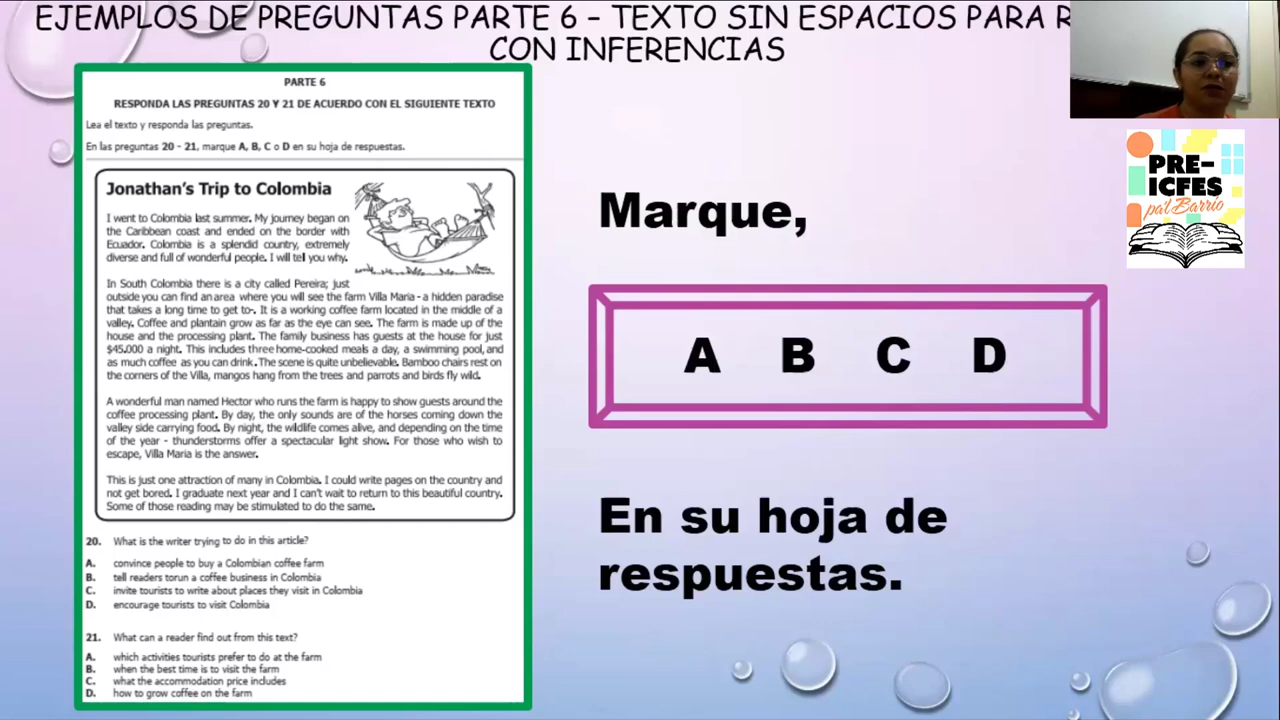 EJEMPLOS DE PREGUNTAS PARTE 6 – TEXTO SIN ESPACIOS PARA R
CON INFERENCIAS
PARTE 6
RESPONDA LAS PREGUNTAS 20 Y 21 DE ACUERDO CON EL SIGUIENTE TEXTO
Lea el texto y responda las preguntas.
En las preguntas 20 - 21, marque A, B, C o D en su hoja de respuestas.
Jonathan's Trip to Colombia
I went to Colombia last summer. My journey began on
the Caribbean coast and ended on the border with
Ecuador. Colombia is a splendid country, extremely
diverse and full of wonderful people. I will tell you why.
In South Colombia there is a city called Pereira; just
outside you can find an area where you will see the farm Villa Maria - a hidden paradise
that takes a long time to get to-. It is a working coffee farm located in the middle of a
valley. Coffee and plantain grow as far as the eye can see. The farm is made up of the
house and the processing plant. The family business has guests at the house for just
$45.000 a night. This includes three home-cooked meals a day, a swimming pool, and
as much coffee as you can drink. The scene is quite unbelievable. Bamboo chairs rest on
the corners of the Villa, mangos hang from the trees and parrots and birds fly wild.
A wonderful man named Hector who runs the farm is happy to show guests around the
coffee processing plant. By day, the only sounds are of the horses coming down the
valley side carrying food. By night, the wildlife comes alive, and depending on the time
of the year - thunderstorms offer a spectacular light show. For those who wish to
escape, Villa Maria is the answer.
This is just one attraction of many in Colombia. I could write pages on the country and
not get bored. I graduate next year and I can't wait to return to this beautiful country.
Some of those reading may be stimulated to do the same.
20. What is the writer trying to do in this article?
A. convince people to buy a Colombian coffee farm
B. tell readers torun a coffee business in Colombia
C. invite tourists to write about places they visit in Colombia
D. encourage tourists to visit Colombia
21. What can a reader find out from this text?
A. which activities tourists prefer to do at the farm
B. when the best time is to visit the farm
C. what the accommodation price includes
D. how to grow coffee on the farm
Marque,
A B C D
En su hoja de
respuestas.
PRE-
ICFES
pa'l Barrio